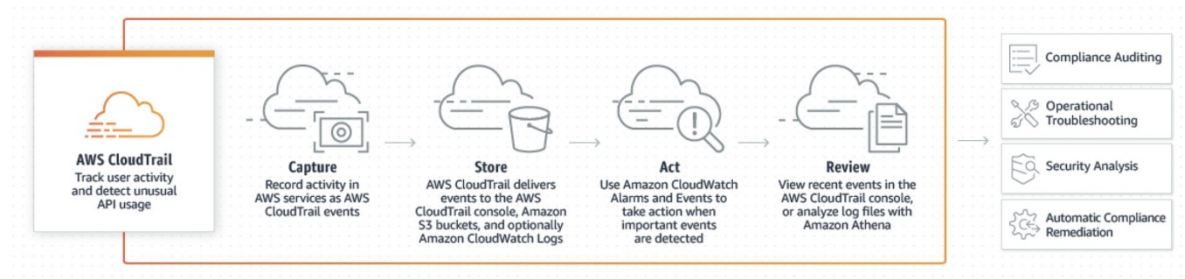 AWS CloudTrail
Track user activity
and detect unusual
API usage
Capture
Record activity in
AWS services as AWS
CloudTrail events
Store
AWS CloudTrail delivers
events to the AWS
CloudTrail console, Amazon
S3 buckets, and optionally
Amazon CloudWatch Logs
Act
Use Amazon CloudWatch
Alarms and Events to
take action when
important events
are detected
Review
View recent events in the
AWS CloudTrail console,
or analyze log files with
Amazon Athena
Compliance Auditing
Operational
Troubleshooting
Security Analysis
Automatic Compliance
Remediation